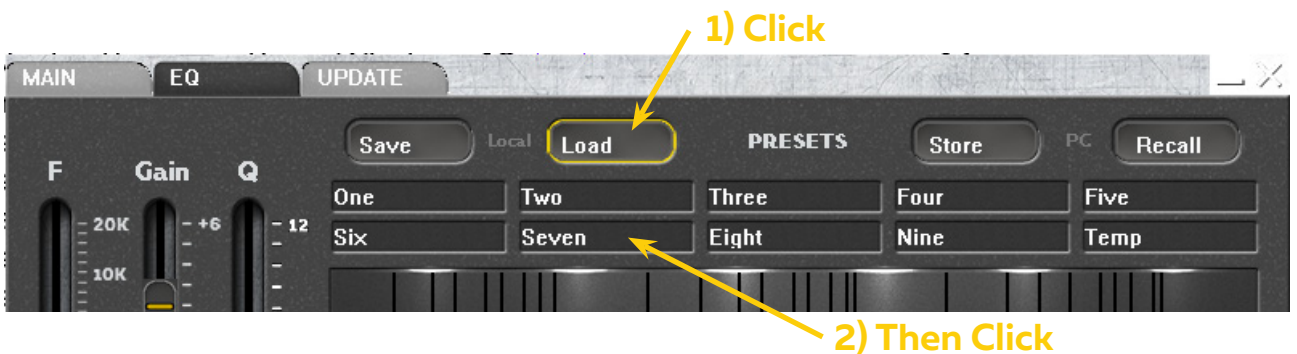 1) Click
MAIN EQ UPDATE
Save Local Load PRESETS Store PC Recall
F Gain Q
One Two Three Four Five
20K +6 12
Six Seven Eight Nine Temp
10K
2) Then Click